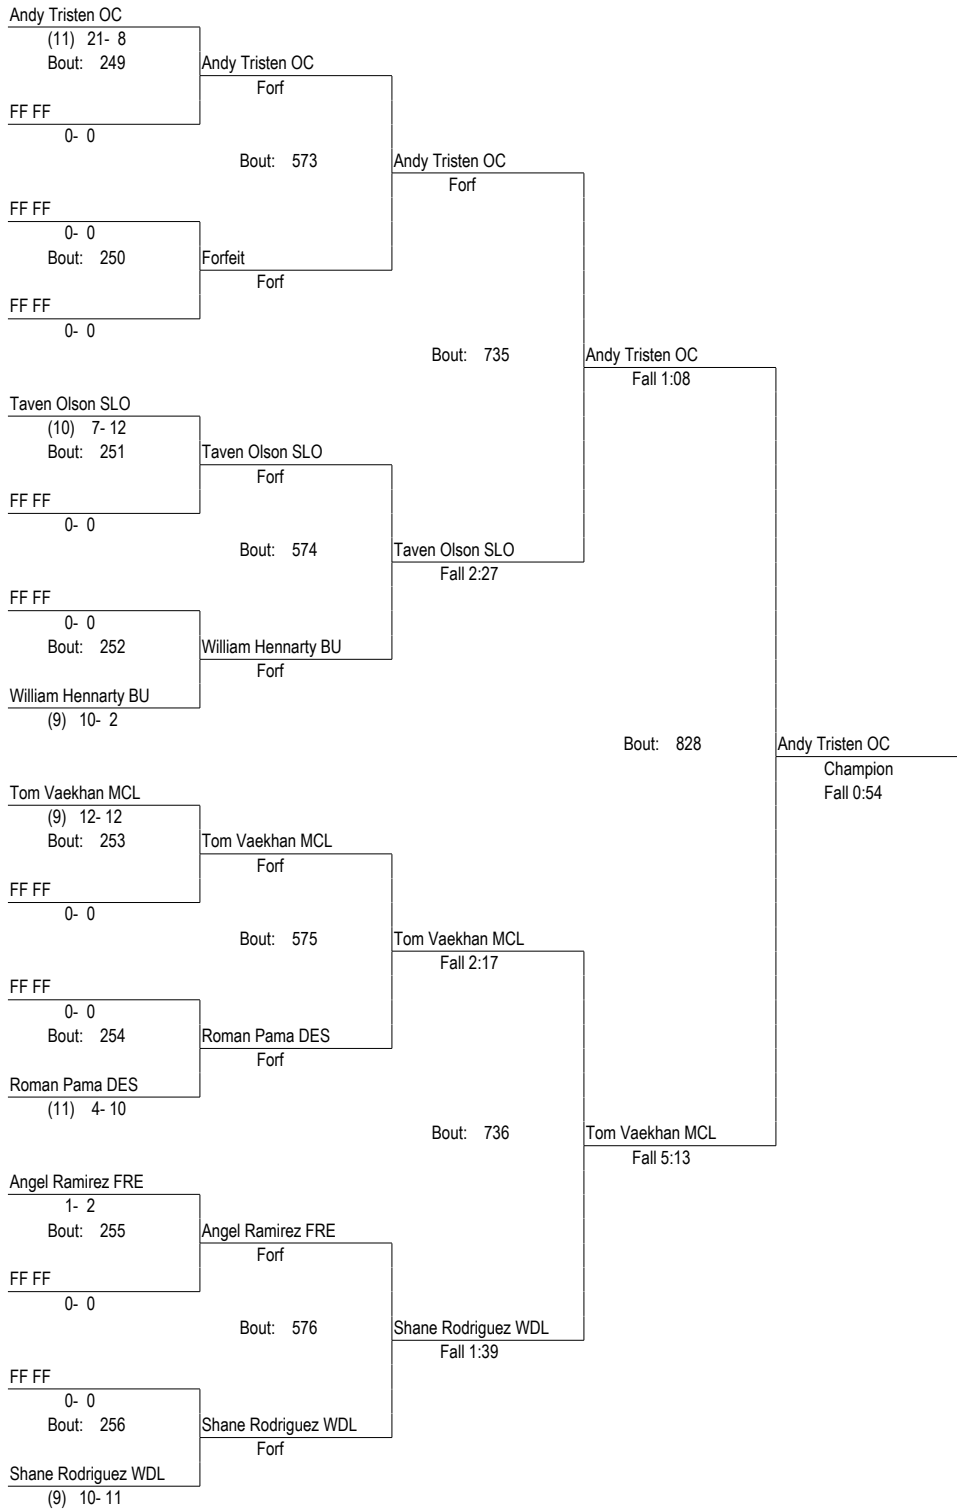 Andy Tristen OC
(11) 21- 8
Bout: 249
Andy Tristen OC
Forf
FF FF
0- 0
Bout: 573
Andy Tristen OC
Forf
FF FF
0- 0
Bout: 250
Forfeit
Forf
FF FF
0- 0
Bout: 735
Andy Tristen OC
Fall 1:08
Taven Olson SLO
(10) 7- 12
Bout: 251
Taven Olson SLO
Forf
FF FF
0- 0
Bout: 574
Taven Olson SLO
Fall 2:27
FF FF
0- 0
Bout: 252
William Hennarty BU
Forf
William Hennarty BU
(9) 10- 2
Bout: 828
Andy Tristen OC
Champion
Fall 0:54
Tom Vaekhan MCL
(9) 12- 12
Bout: 253
Tom Vaekhan MCL
Forf
FF FF
0- 0
Bout: 575
Tom Vaekhan MCL
Fall 2:17
FF FF
0- 0
Bout: 254
Roman Pama DES
Forf
Roman Pama DES
(11) 4- 10
Bout: 736
Tom Vaekhan MCL
Fall 5:13
Angel Ramirez FRE
1- 2
Bout: 255
Angel Ramirez FRE
Forf
FF FF
0- 0
Bout: 576
Shane Rodriguez WDL
Fall 1:39
FF FF
0- 0
Bout: 256
Shane Rodriguez WDL
Forf
Shane Rodriguez WDL
(9) 10- 11